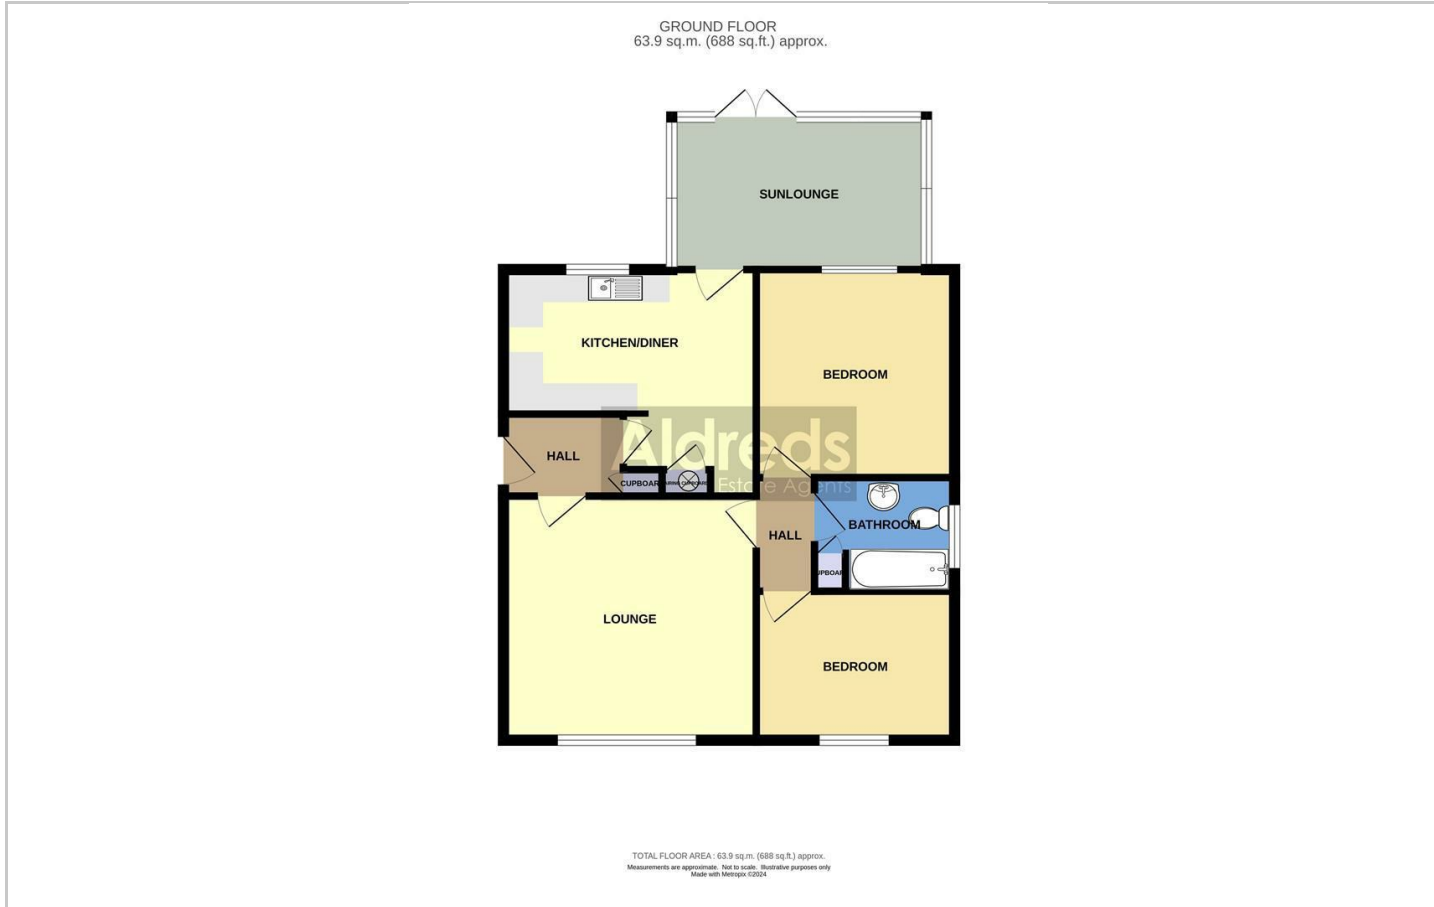 GROUND FLOOR
63.9 sq.m. (688 sq.ft.) approx.
SUNLOUNGE
KITCHEN/DINER
BEDROOM
Aldreds
Estate Agents
HALL
CUPBOAR
BATHROOM
HALL
UPBOAR
LOUNGE
BEDROOM
TOTAL FLOOR AREA : 63.9 sq.m. (688 sq.ft.) approx.
Measurements are approximate. Not to scale. Illustrative purposes only
Made with Metropix ©2024